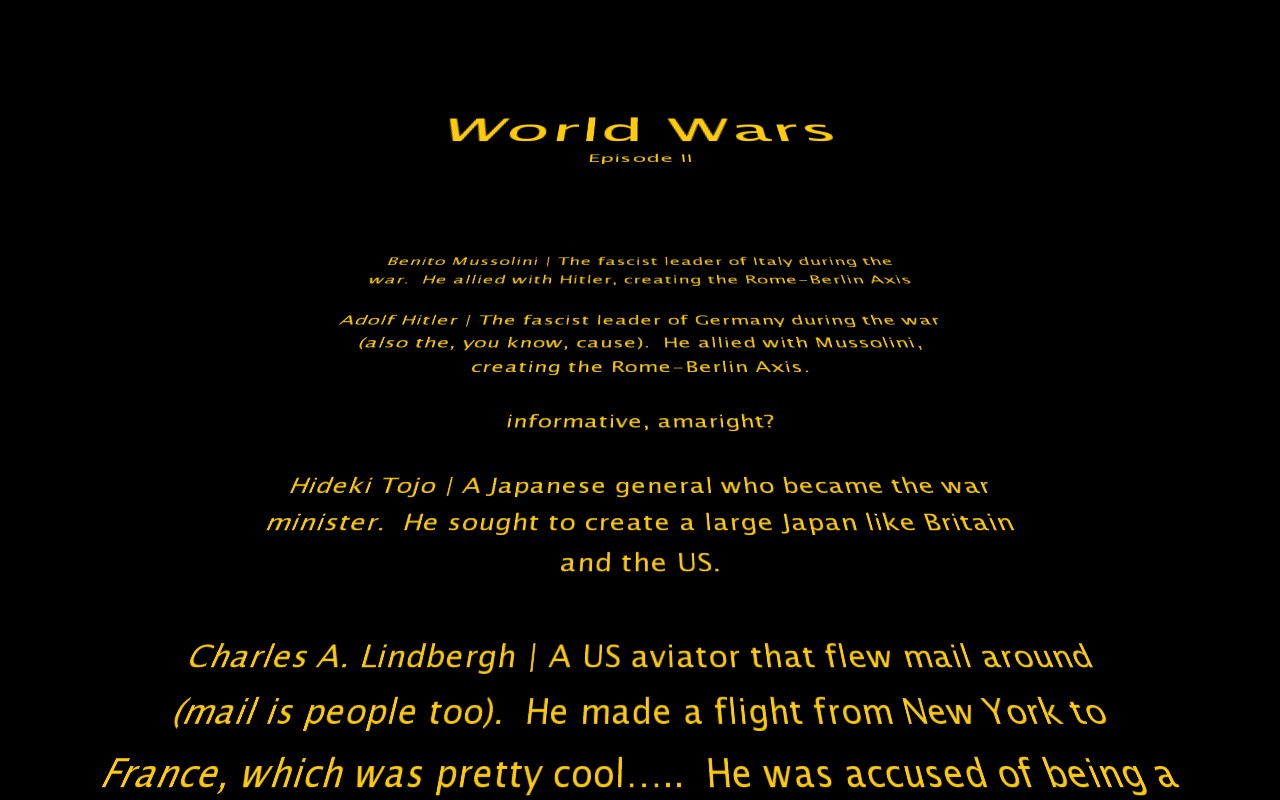 World Wars
Episode II
Benito Mussolini | The fascist leader of Italy during the
war.  He allied with Hitler, creating the Rome-Berlin Axis
Adolf Hitler | The fascist leader of Germany during the war
(also the, you know, cause).  He allied with Mussolini,
creating the Rome-Berlin Axis.
informative, amaright?
Hideki Tojo | A Japanese general who became the war
minister.  He sought to create a large Japan like Britain
and the US.
Charles A. Lindbergh | A US aviator that flew mail around
(mail is people too).  He made a flight from New York to
France, which was pretty cool.....  He was accused of being a